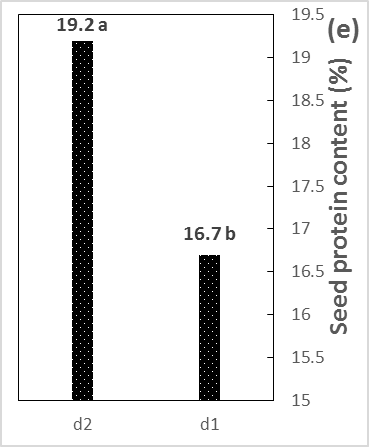 (e)
19.2 a
16.7 b
19.5
19
18.5
18
17.5
17
16.5
16
15.5
15
Seed protein content (%)
d2
d1